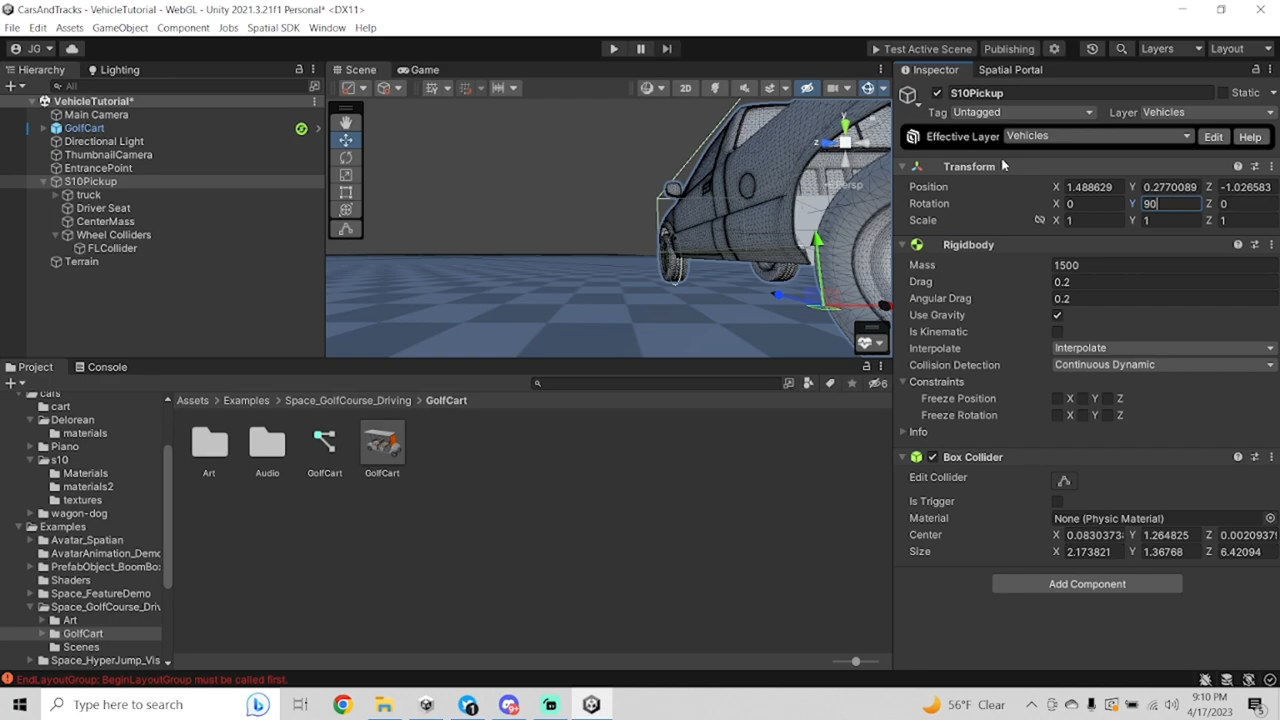 CarsAndTracks - VehicleTutorial - WebGL - Unity 2021.3.21f1 Personal* <DX11>
File Edit Assets GameObject Component Jobs Spatial SDK Window Help
JG Test Active Scene Publishing Layers Layout
Hierarchy Lighting Scene Game Inspector Spatial Portal
All
VehicleTutorial*
Main Camera
GolfCart
Directional Light
ThumbnailCamera
EntrancePoint
S10Pickup
truck
Driver Seat
CenterMass
Wheel Colliders
FLCollider
Terrain
2D
y
z
Persp
S10Pickup Static
Tag Untagged Layer Vehicles
Effective Layer Vehicles Edit Help
Transform
Position X 1.488629 Y 0.2770089 Z -1.026583
Rotation X 0 Y 90 Z 0
Scale X 1 Y 1 Z 1
Rigidbody
Mass 1500
Drag 0.2
Angular Drag 0.2
Use Gravity
Is Kinematic
Interpolate Interpolate
Collision Detection Continuous Dynamic
Constraints
Freeze Position X Y Z
Freeze Rotation X Y Z
Info
Box Collider
Edit Collider
Is Trigger
Material None (Physic Material)
Center X 0.0830373 Y 1.264825 Z 0.0020937
Size X 2.173821 Y 1.36768 Z 6.42094
Add Component
Project Console
6
Assets > Examples > Space_GolfCourse_Driving > GolfCart
cars
cart
Delorean
materials
Piano
s10
Materials
materials2
textures
wagon-dog
Examples
Avatar_Spatian
AvatarAnimation_Demo
PrefabObject_BoomBo
Shaders
Space_FeatureDemo
Space_GolfCourse_Driv
Art
GolfCart
Scenes
Space_HyperJump_Vis
Art Audio GolfCart GolfCart
EndLayoutGroup: BeginLayoutGroup must be called first.
Type here to search
56°F Clear
9:10 PM
4/17/2023